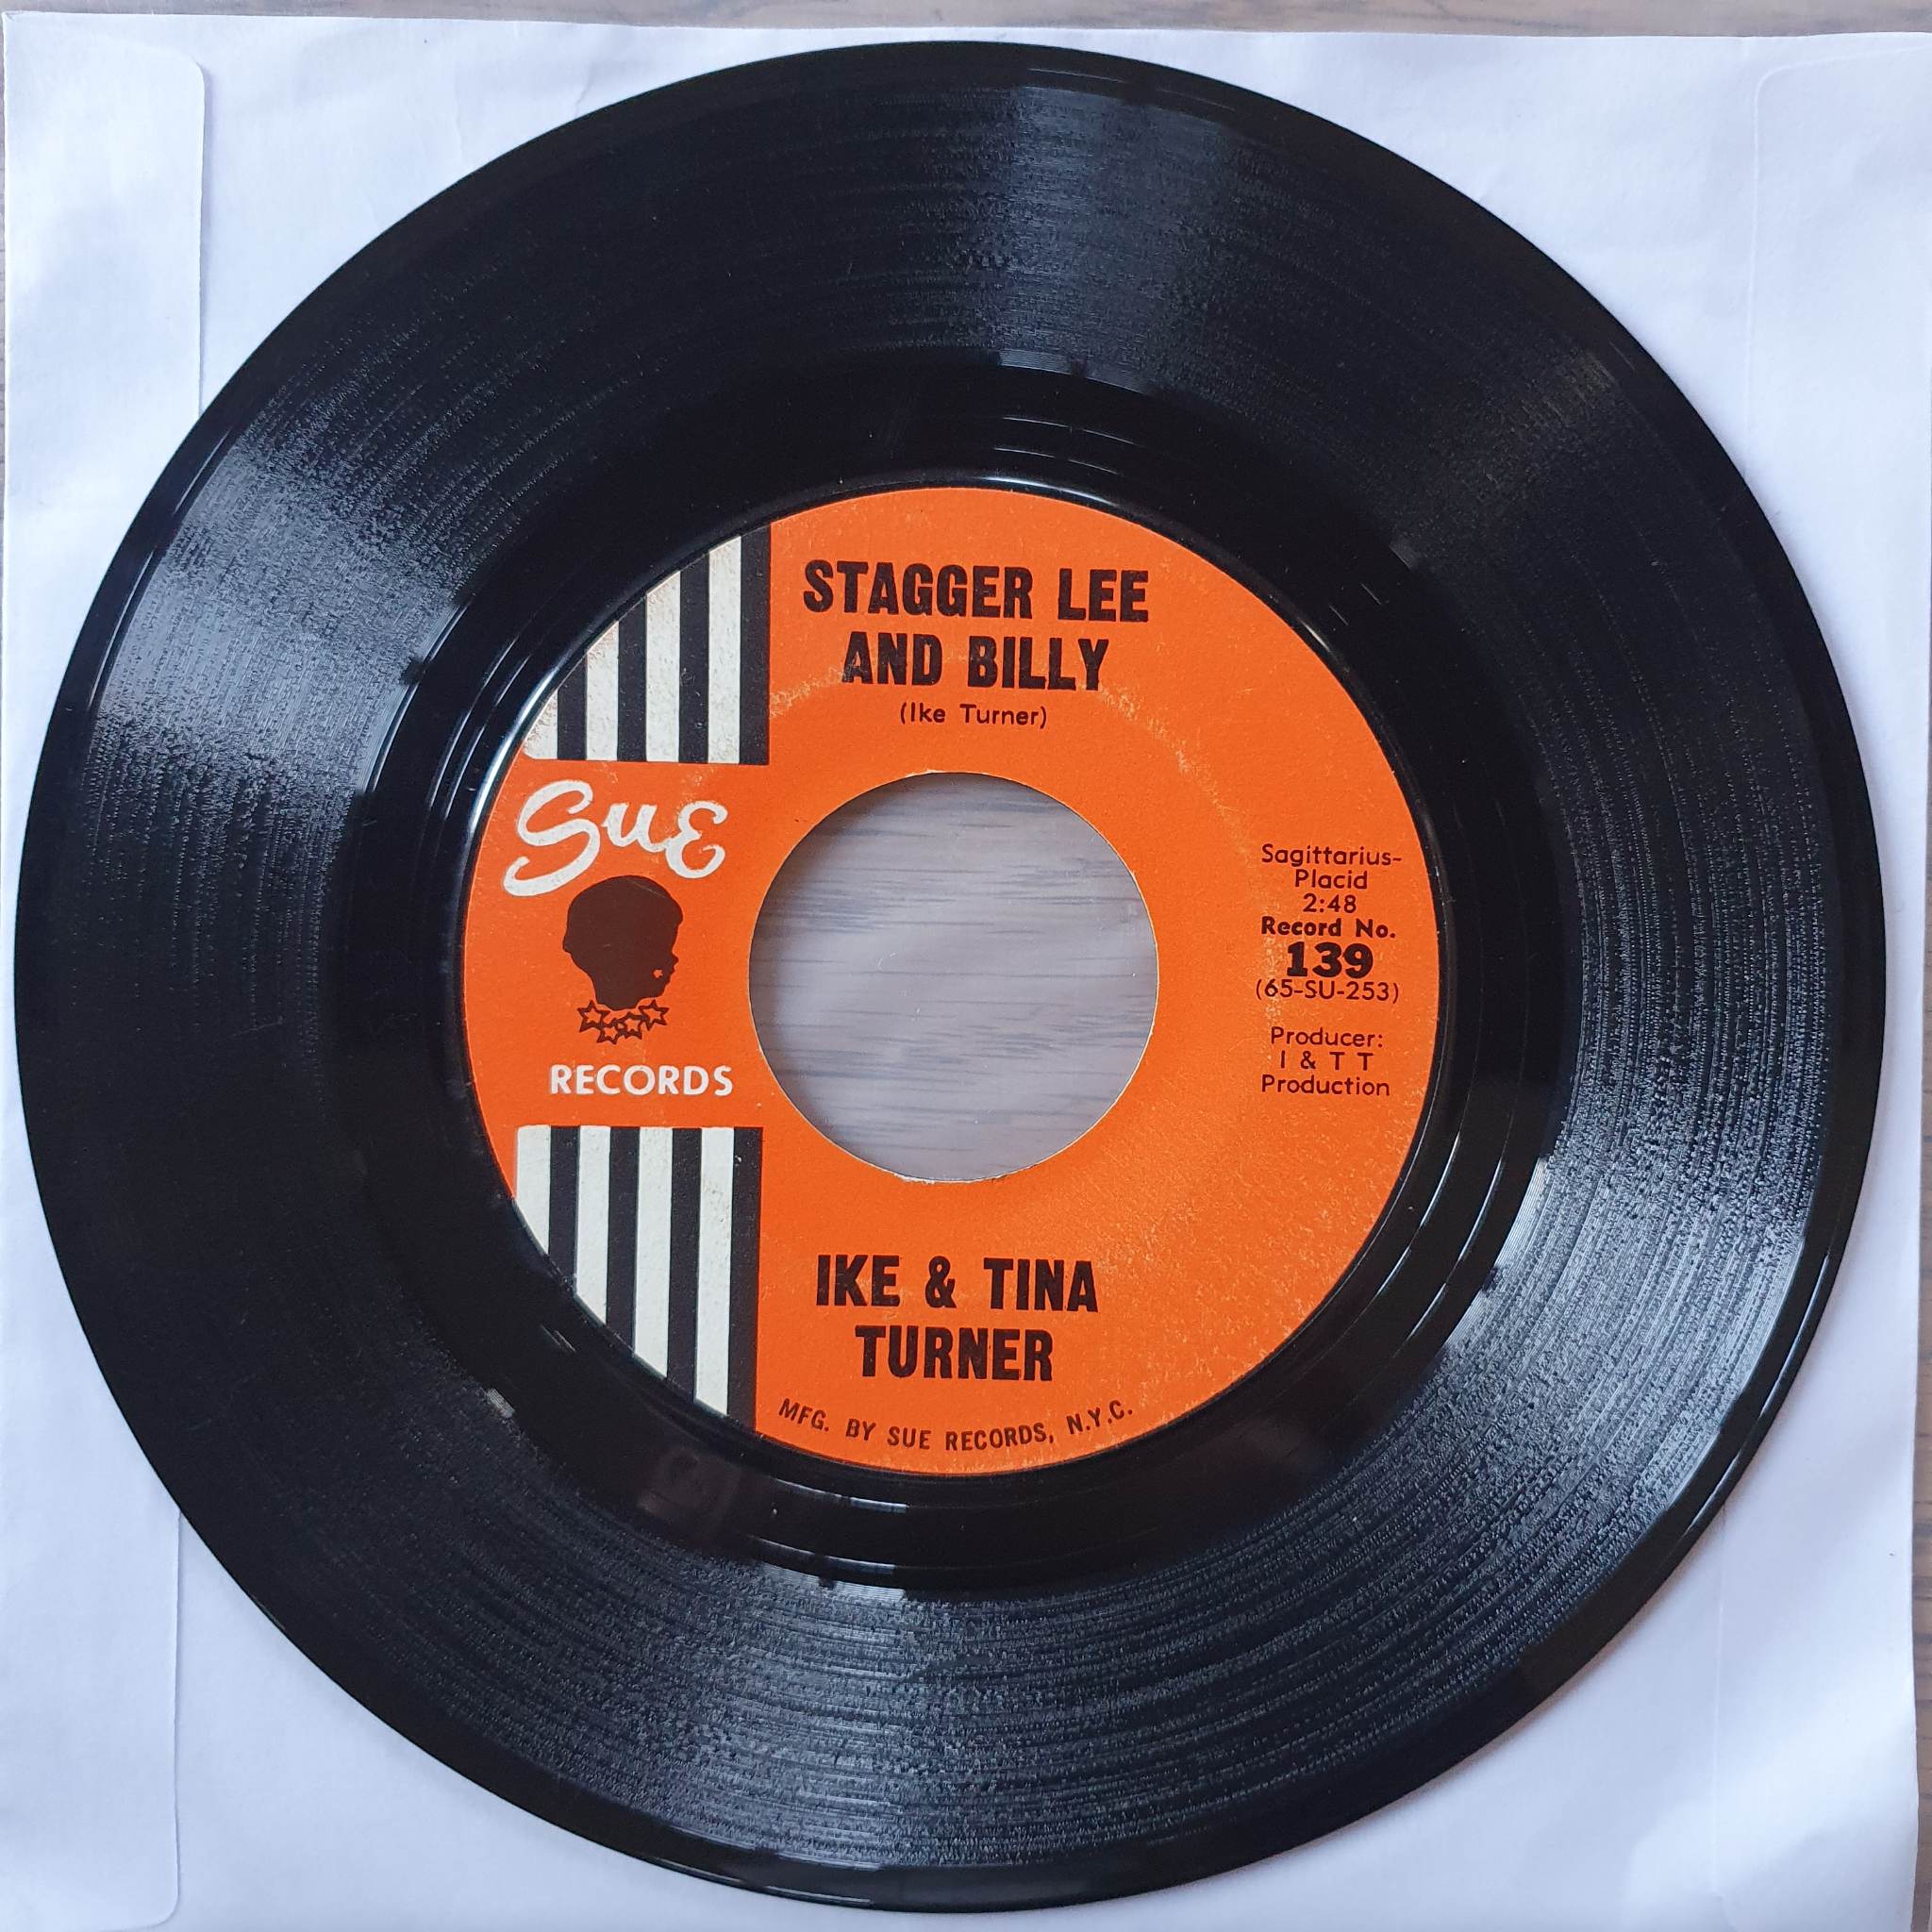 STAGGER LEE
AND BILLY
(Ike Turner)
Sue
RECORDS
Sagittarius-
Placid
2:48
Record No.
139
(65-SU-253)
Producer:
I & T T
Production
IKE & TINA
TURNER
MFG. BY SUE RECORDS, N.Y.C.